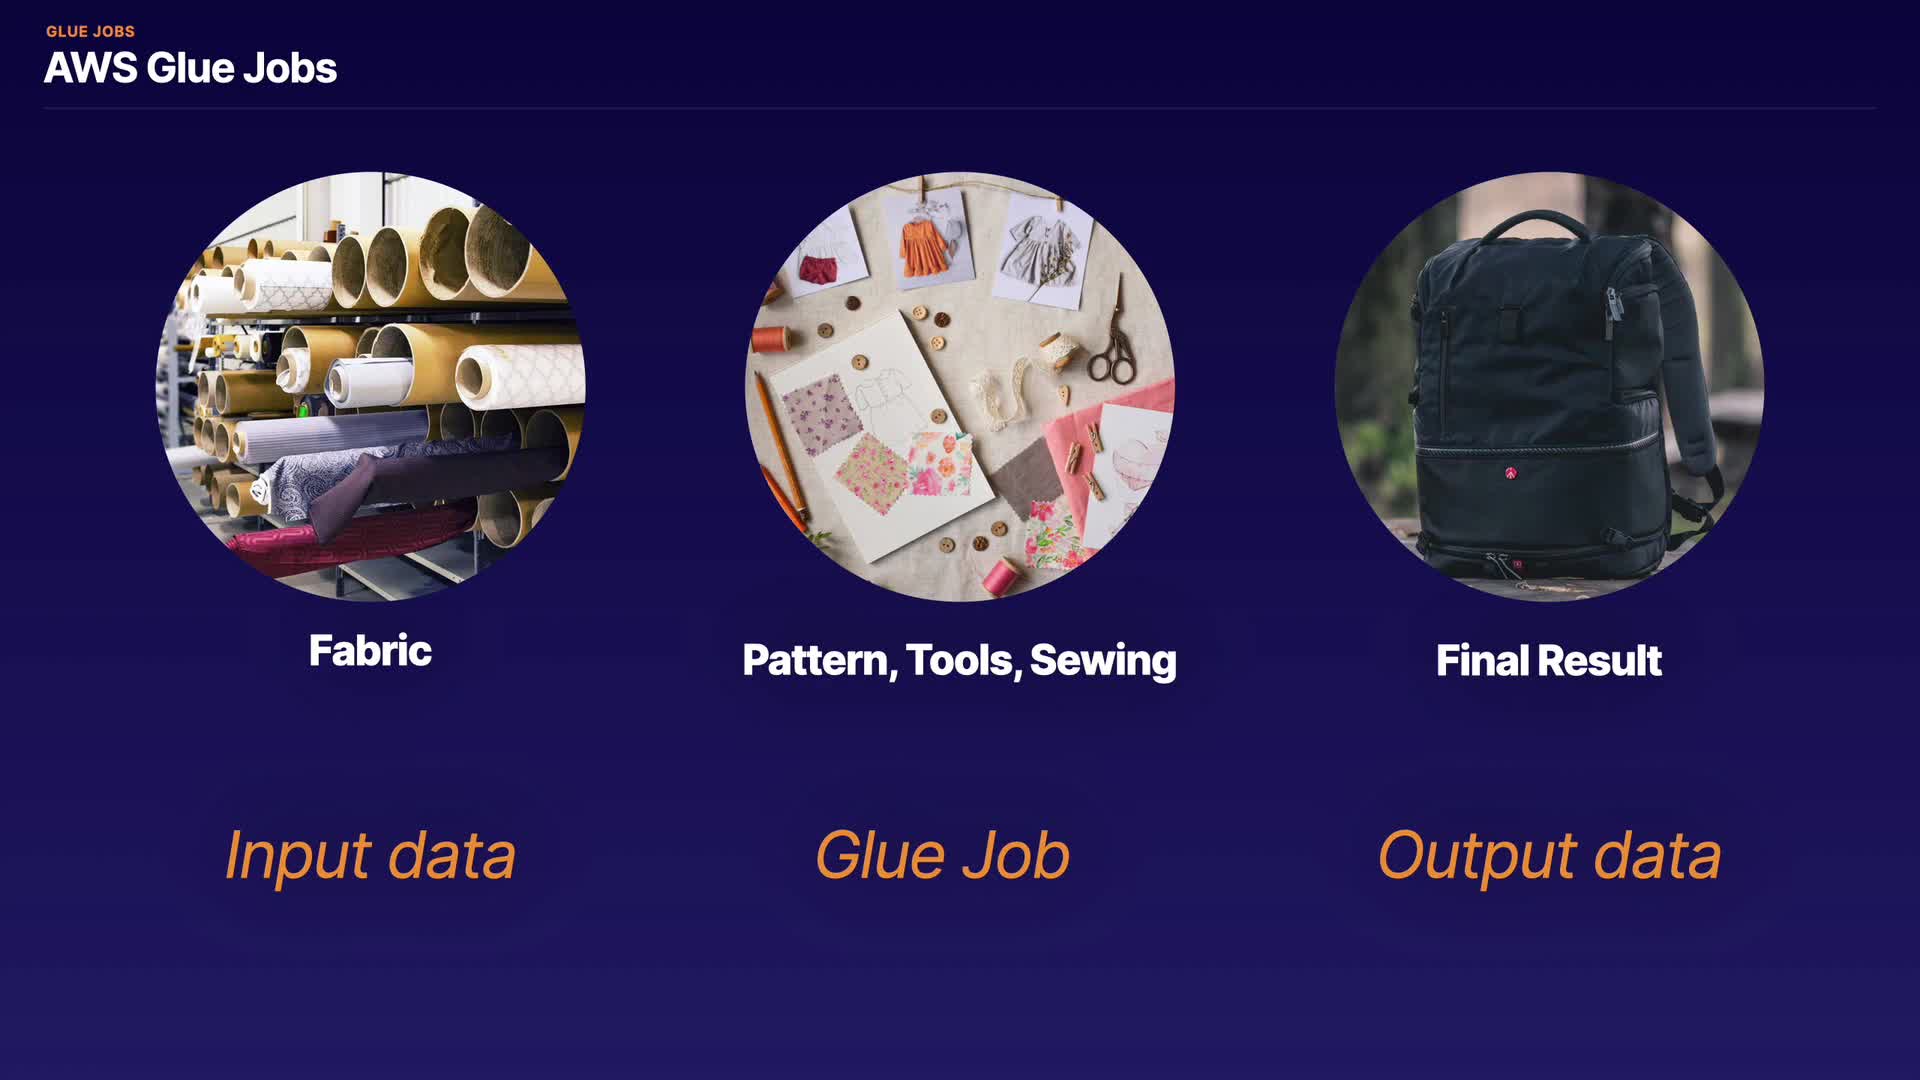 GLUE JOBS
AWS Glue Jobs
Fabric
Pattern, Tools, Sewing
Final Result
Input data
Glue Job
Output data